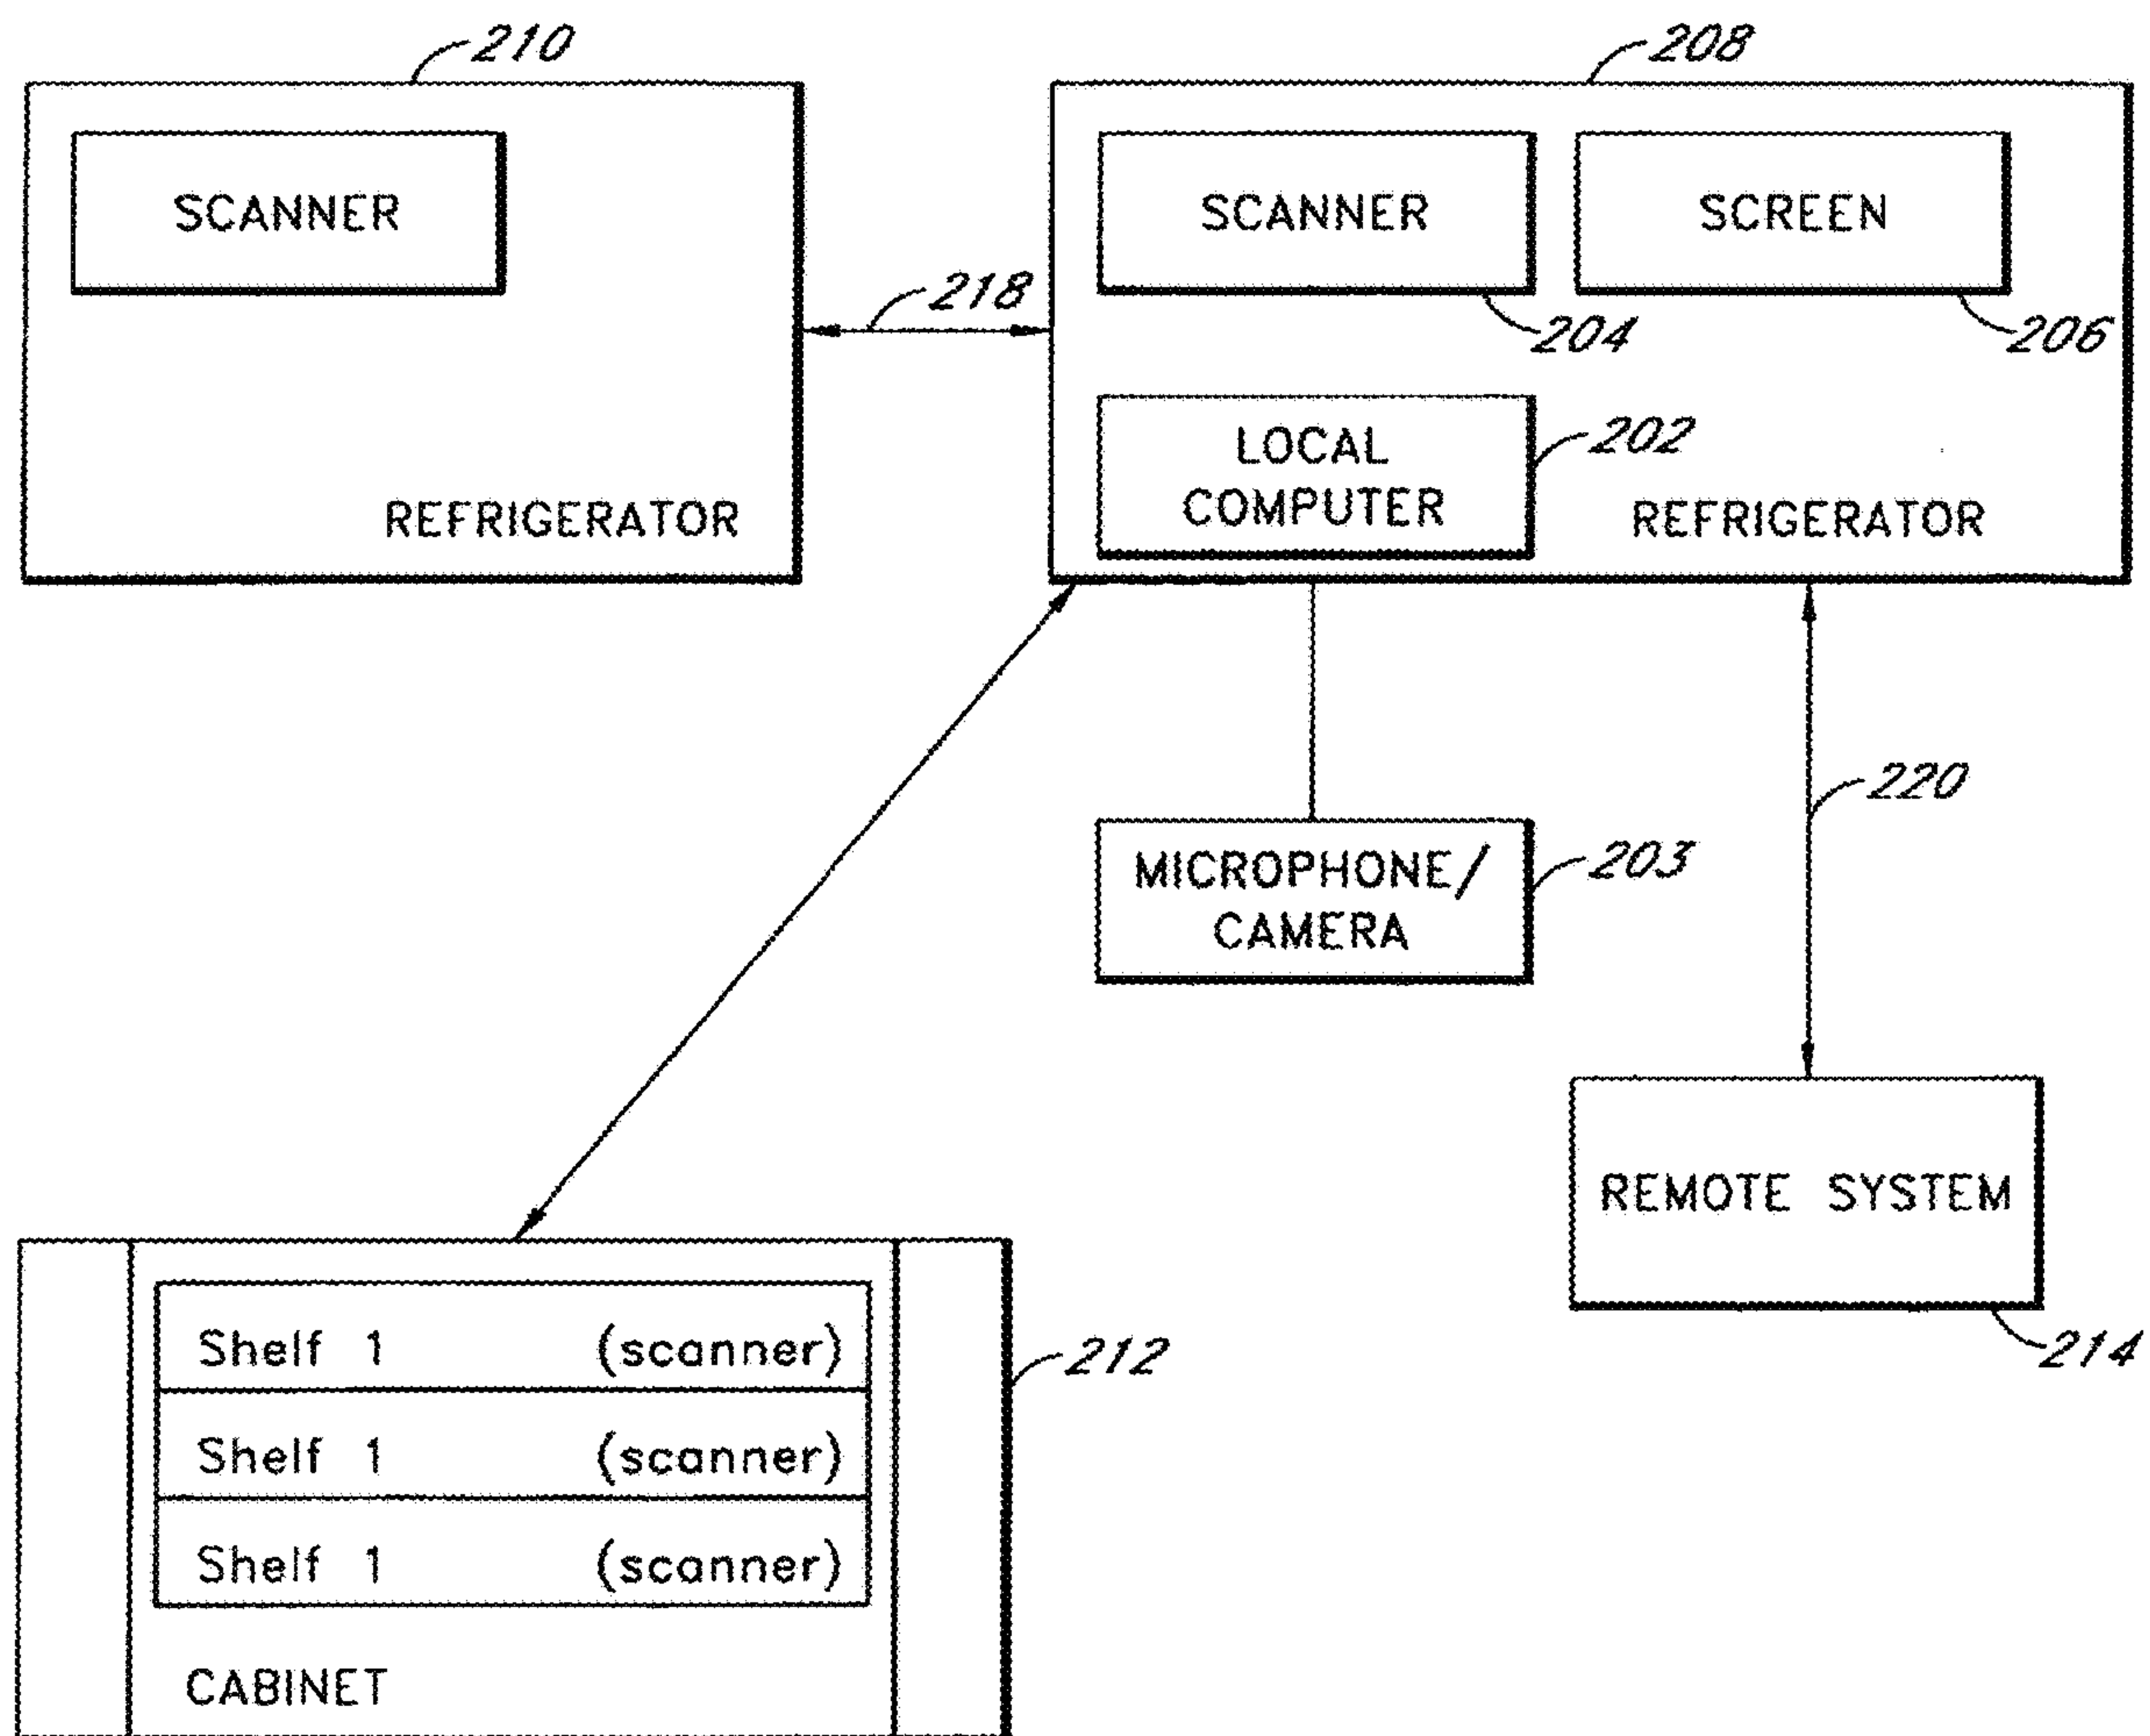 210
208
SCANNER
SCANNER
SCREEN
218
204
206
LOCAL
COMPUTER
202
REFRIGERATOR
REFRIGERATOR
220
MICROPHONE/
CAMERA
203
REMOTE SYSTEM
214
Shelf 1 (scanner)
212
Shelf 1 (scanner)
Shelf 1 (scanner)
CABINET